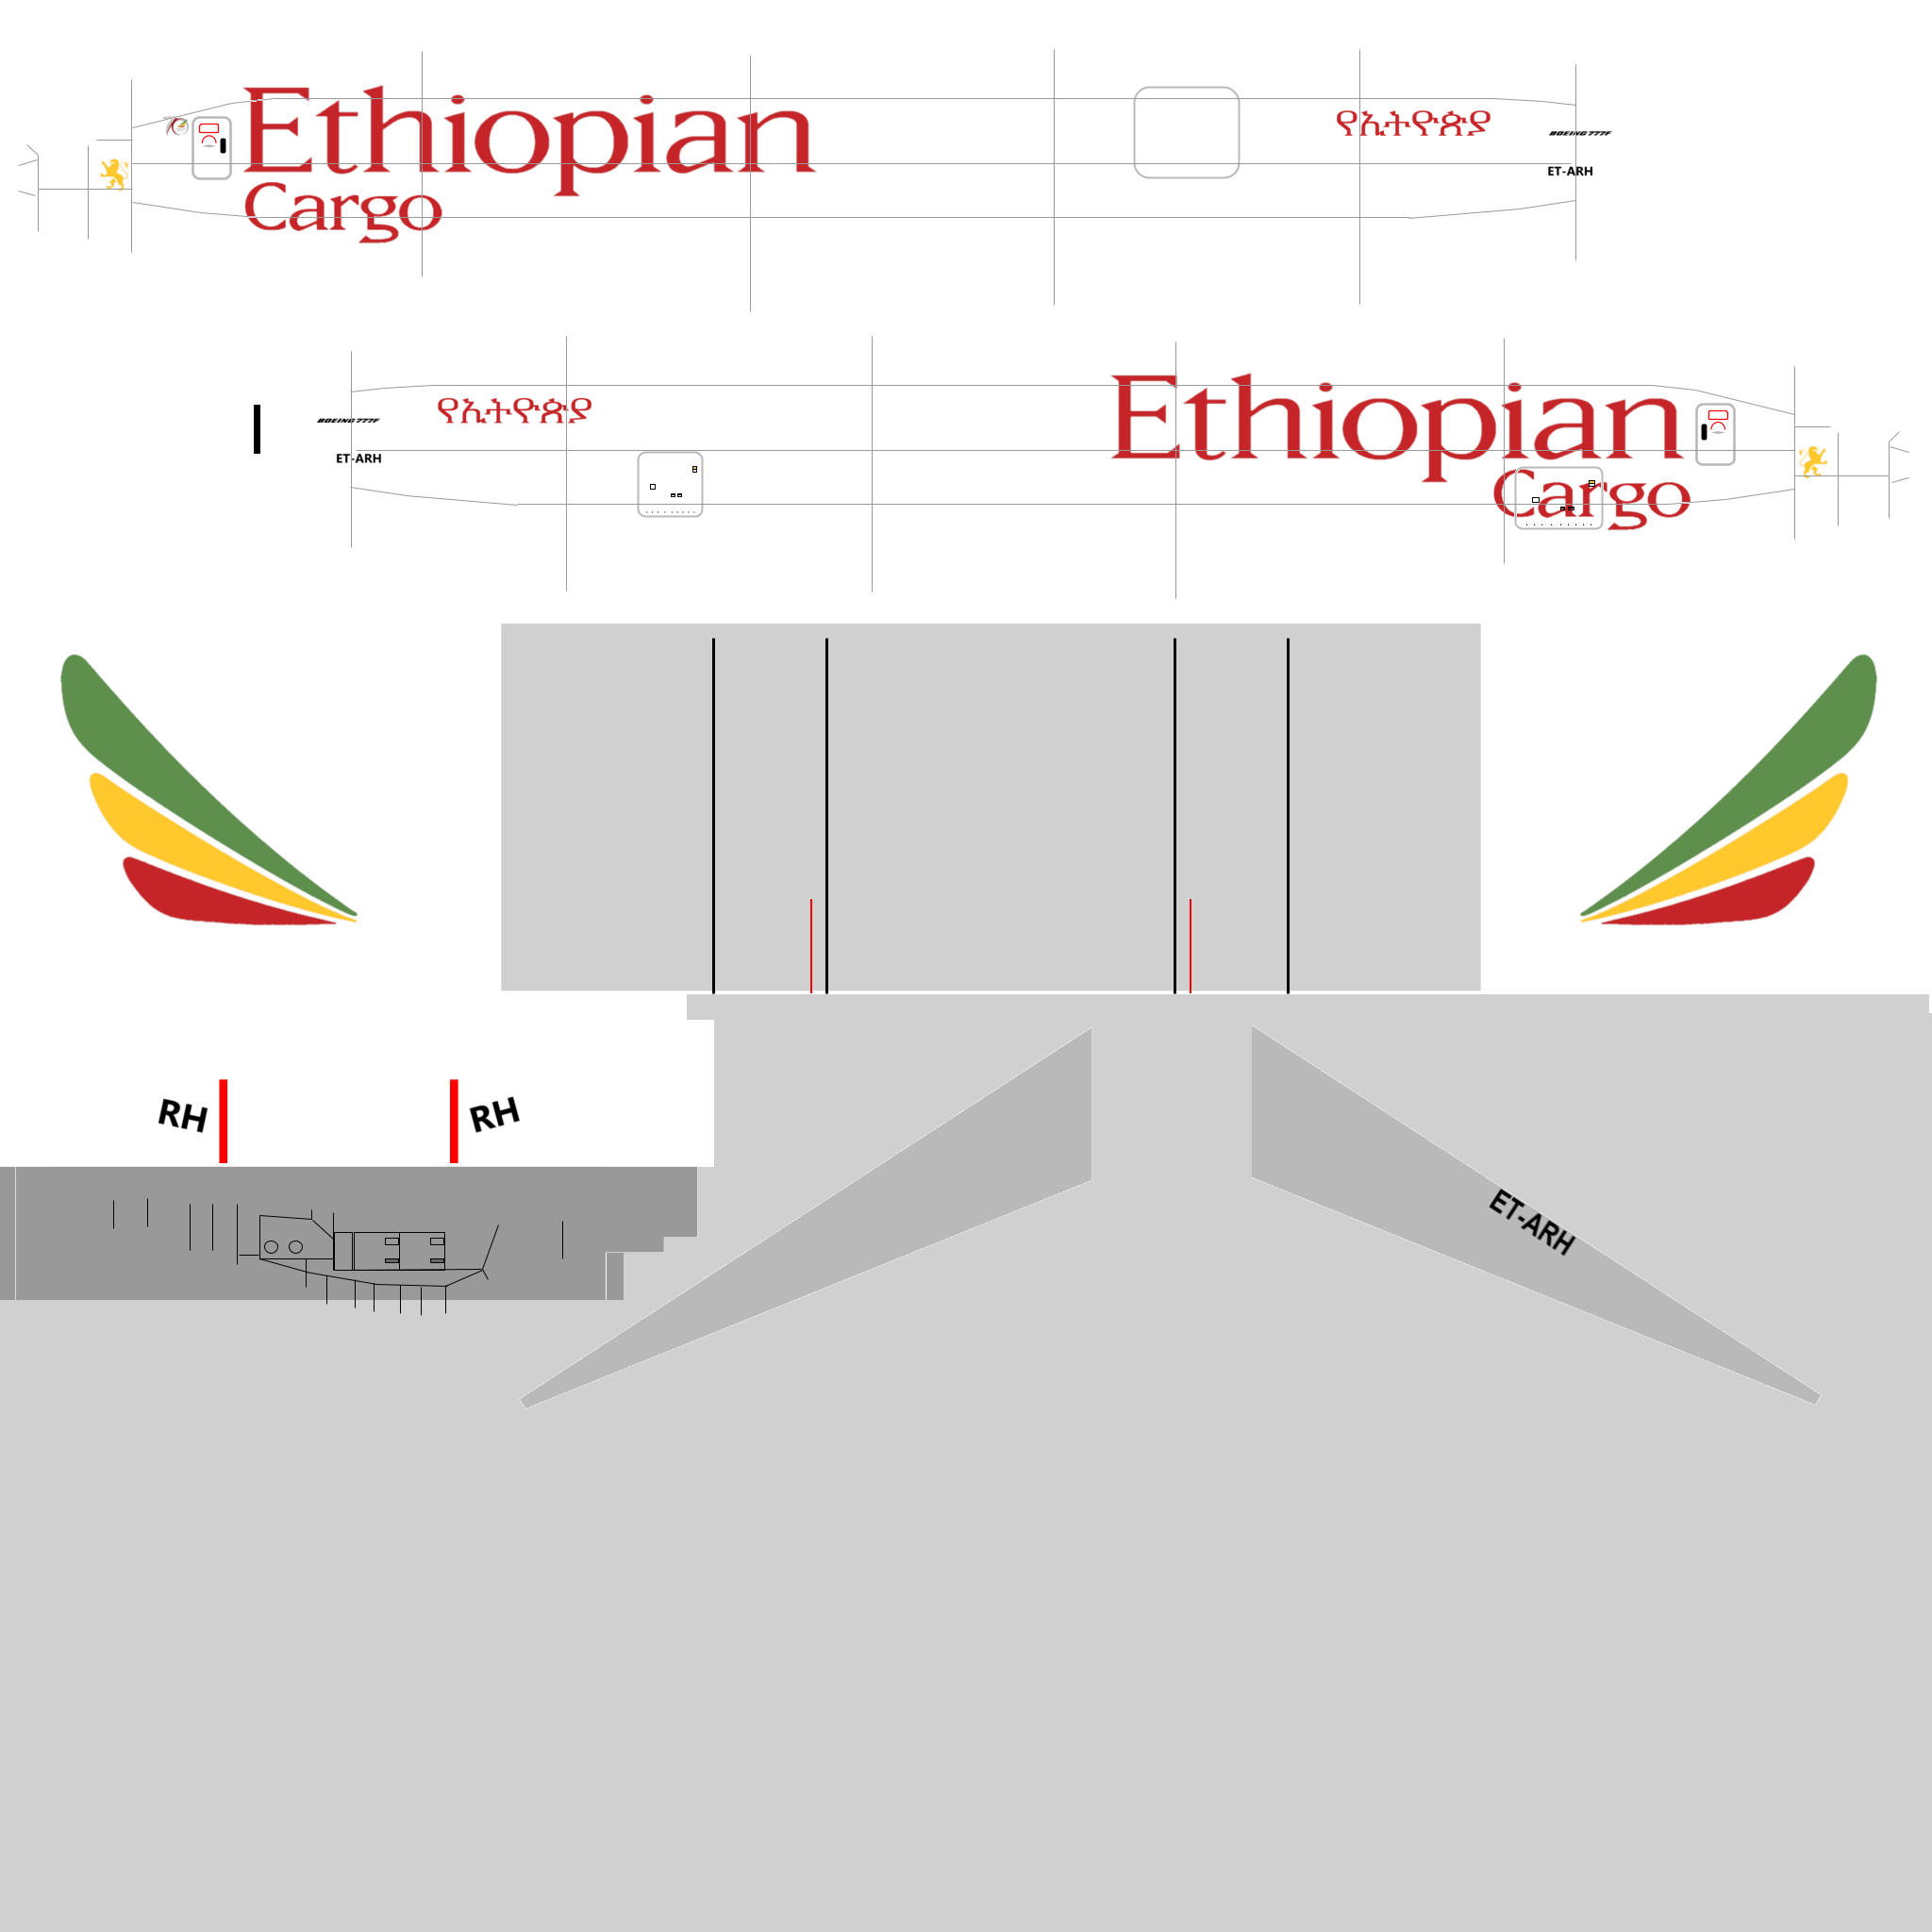 Ethiopian
Cargo
የኢትዮጵያ
BOEING 777F
ET-ARH
BOEING 777F
ET-ARH
የኢትዮጵያ
Ethiopian
Cargo
RH
RH
ET-ARH